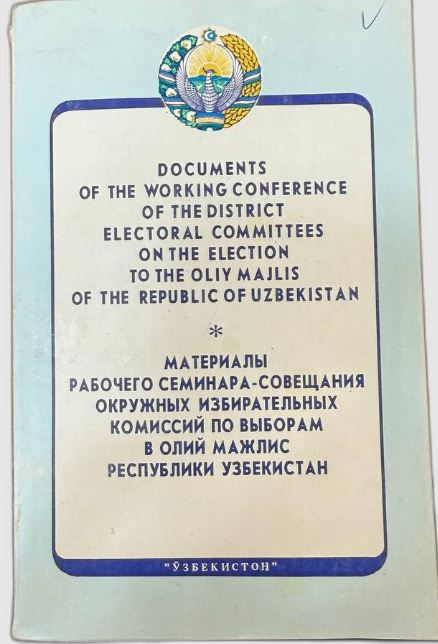 DOCUMENTS
OF THE WORKING CONFERENCE
OF THE DISTRICT
ELECTORAL COMMITTEES
ON THE ELECTION
TO THE OLIY MAJLIS
OF THE REPUBLIC OF UZBEKISTAN
*
МАТЕРИАЛЫ
РАБОЧЕГО СЕМИНАРА-СОВЕЩАНИЯ
ОКРУЖНЫХ ИЗБИРАТЕЛЬНЫХ
КОМИССИЙ ПО ВЫБОРАМ
В ОЛИЙ МАЖЛИС
РЕСПУБЛИКИ УЗБЕКИСТАН
"ЎЗБЕКИСТОН"